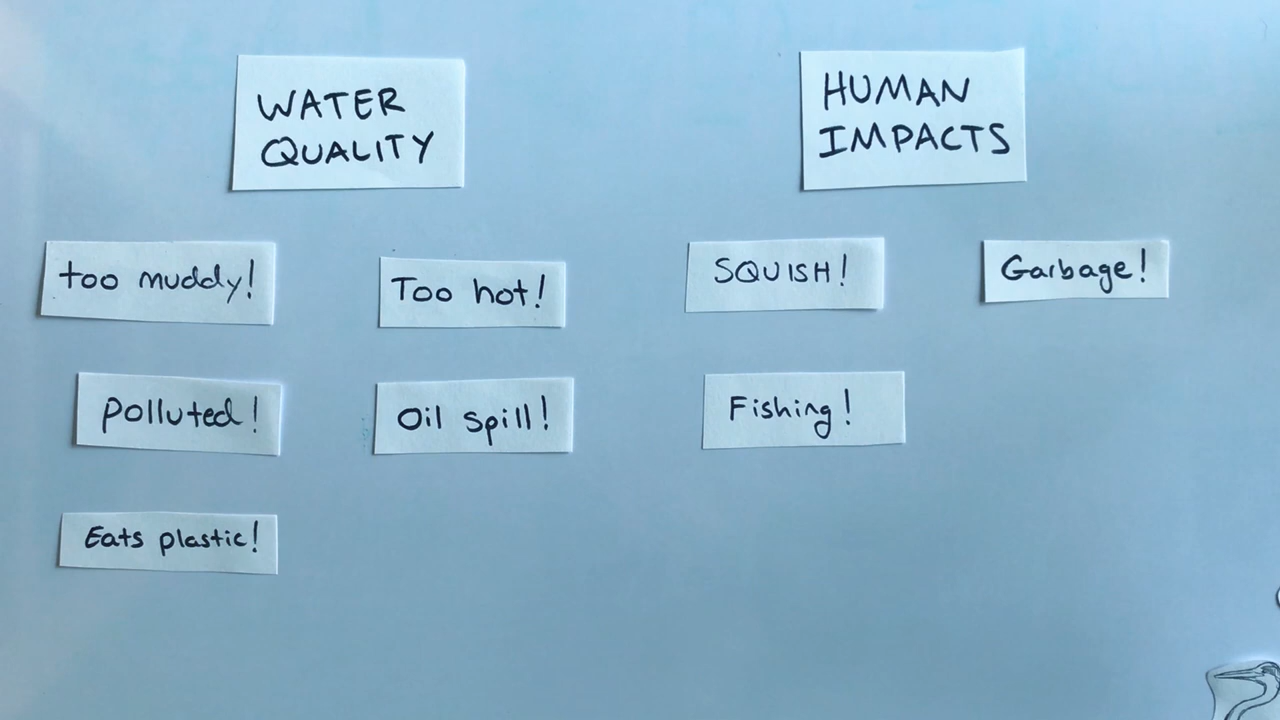 WATER
QUALITY
HUMAN
IMPACTS
too muddy!
Too hot!
SQUISH!
Garbage!
polluted!
Oil spill!
Fishing!
Eats plastic!